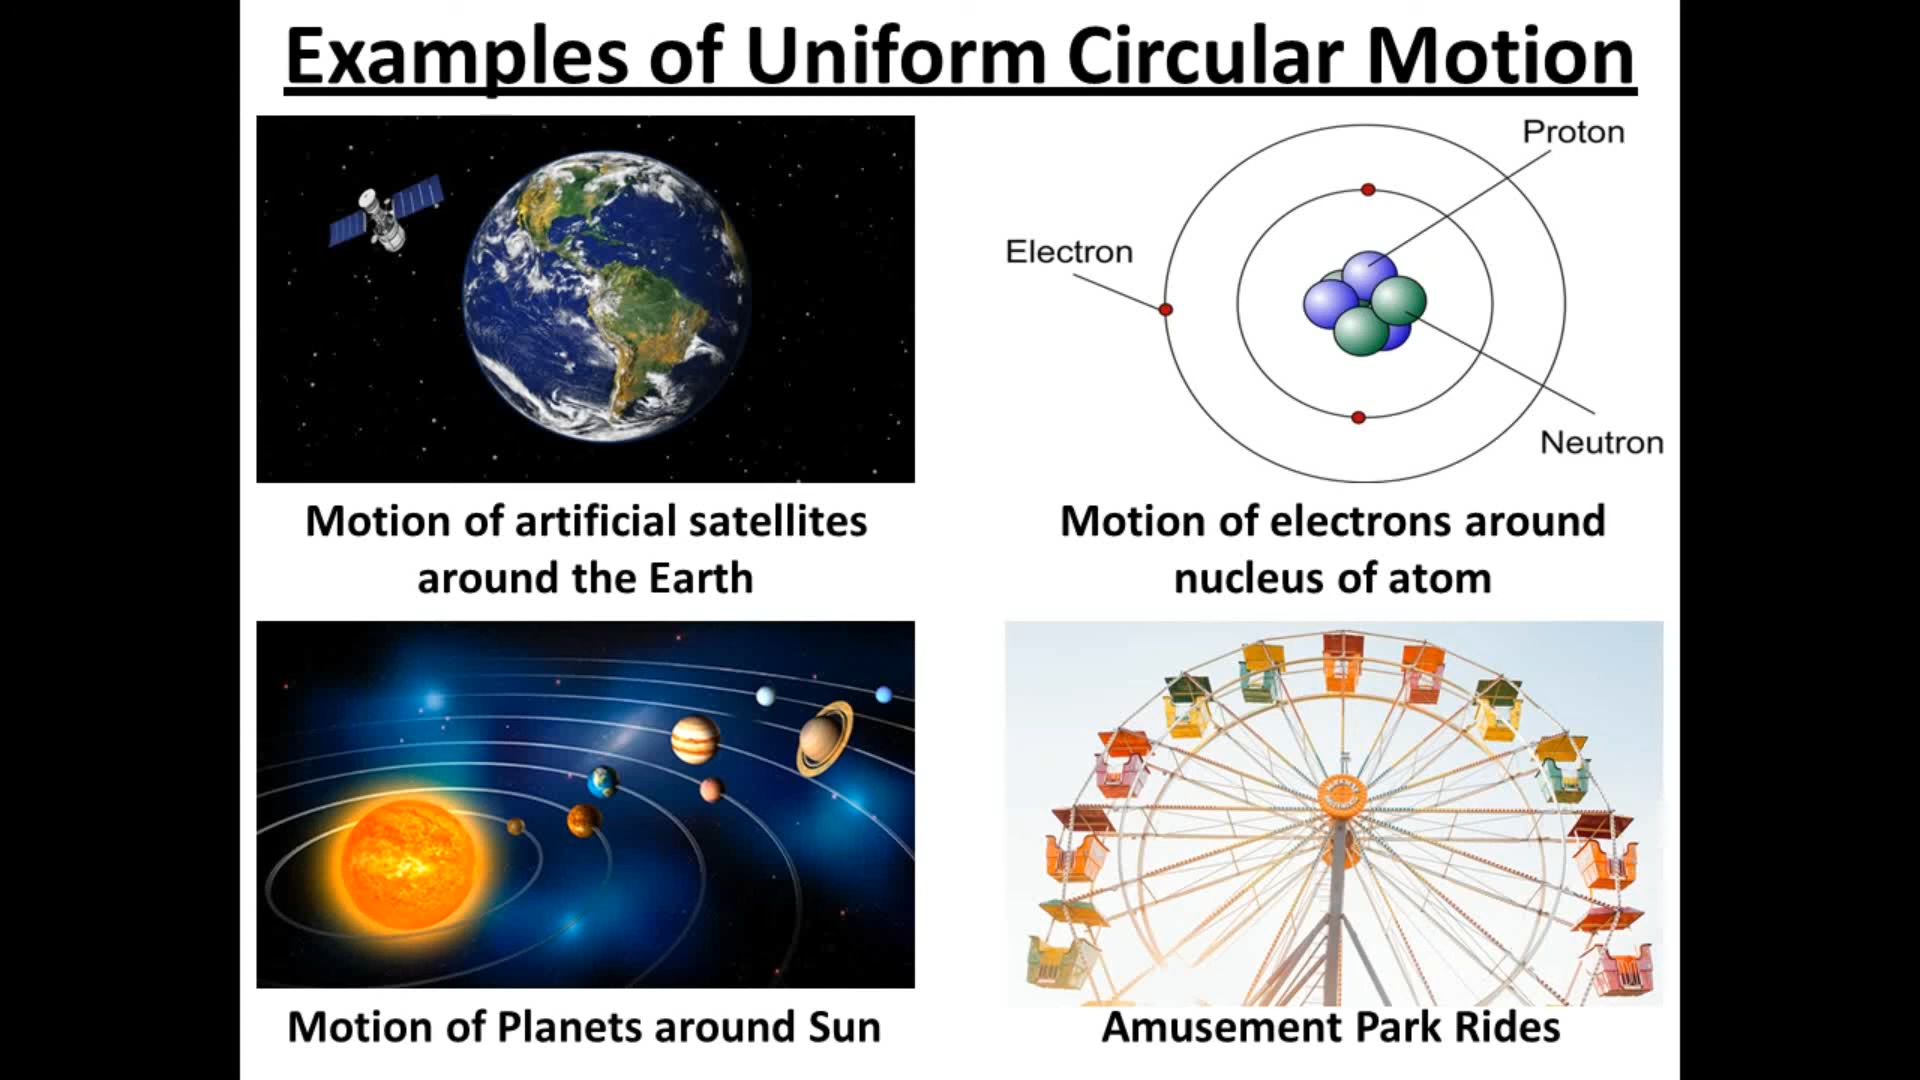 Examples of Uniform Circular Motion
Proton
Electron
Neutron
Motion of artificial satellites
around the Earth
Motion of electrons around
nucleus of atom
Motion of Planets around Sun
Amusement Park Rides